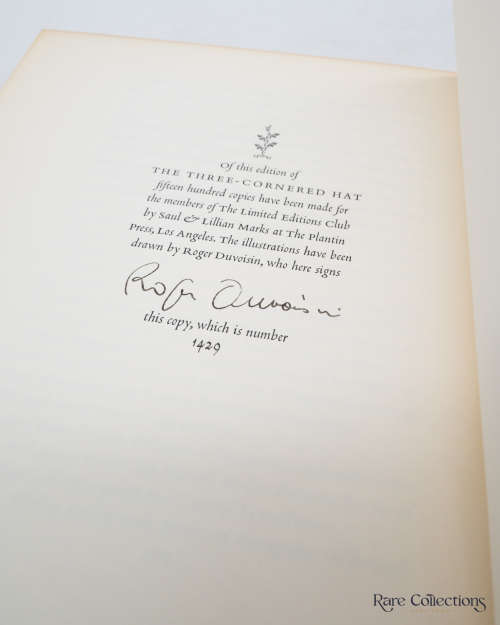 Of this edition of
THE THREE-CORNERED HAT
fifteen hundred copies have been made for
the members of The Limited Editions Club
by Saul & Lillian Marks at The Plantin
Press, Los Angeles. The illustrations have been
drawn by Roger Duvoisin, who here signs
Roger Duvoisin
this copy, which is number
1429
Rare Collections